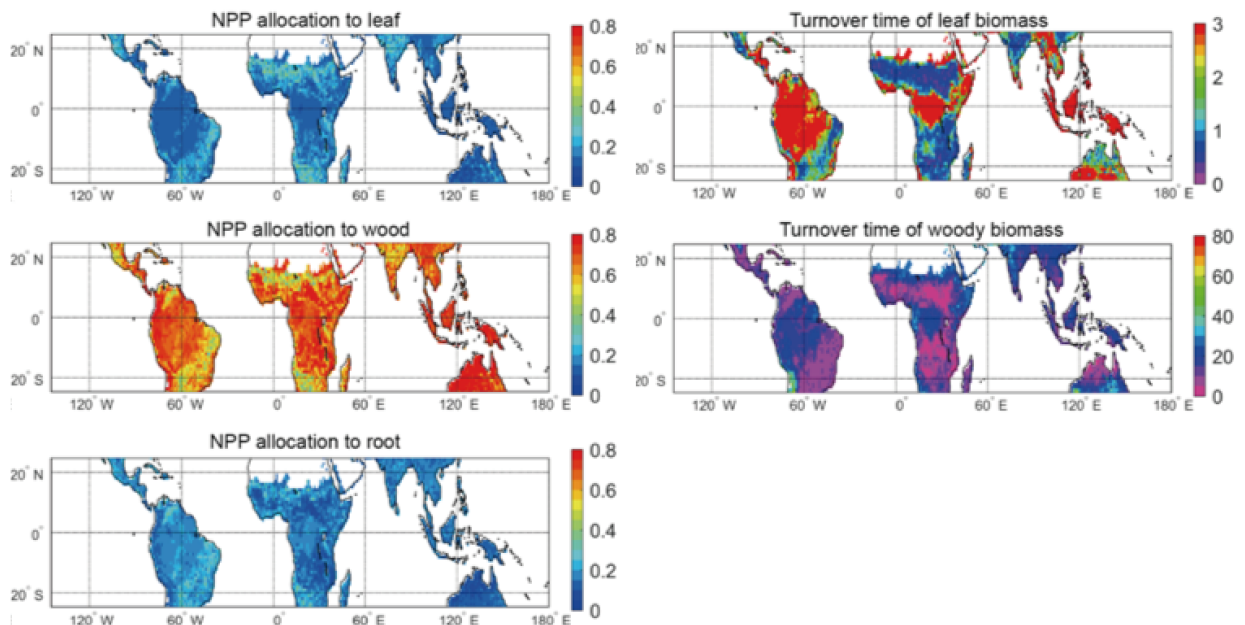 NPP allocation to leaf
20° N
0°
20° S
120° W
60° W
0°
60° E
120° E
180° E
0.8
0.6
0.4
0.2
0
Turnover time of leaf biomass
20° N
0°
20° S
120° W
60° W
0°
60° E
120° E
180° E
3
2
1
0
NPP allocation to wood
20° N
0°
20° S
120° W
60° W
0°
60° E
120° E
180° E
0.8
0.6
0.4
0.2
0
Turnover time of woody biomass
20° N
0°
20° S
120° W
60° W
0°
60° E
120° E
180° E
80
60
40
20
0
NPP allocation to root
20° N
0°
20° S
120° W
60° W
0°
60° E
120° E
180° E
0.8
0.6
0.4
0.2
0